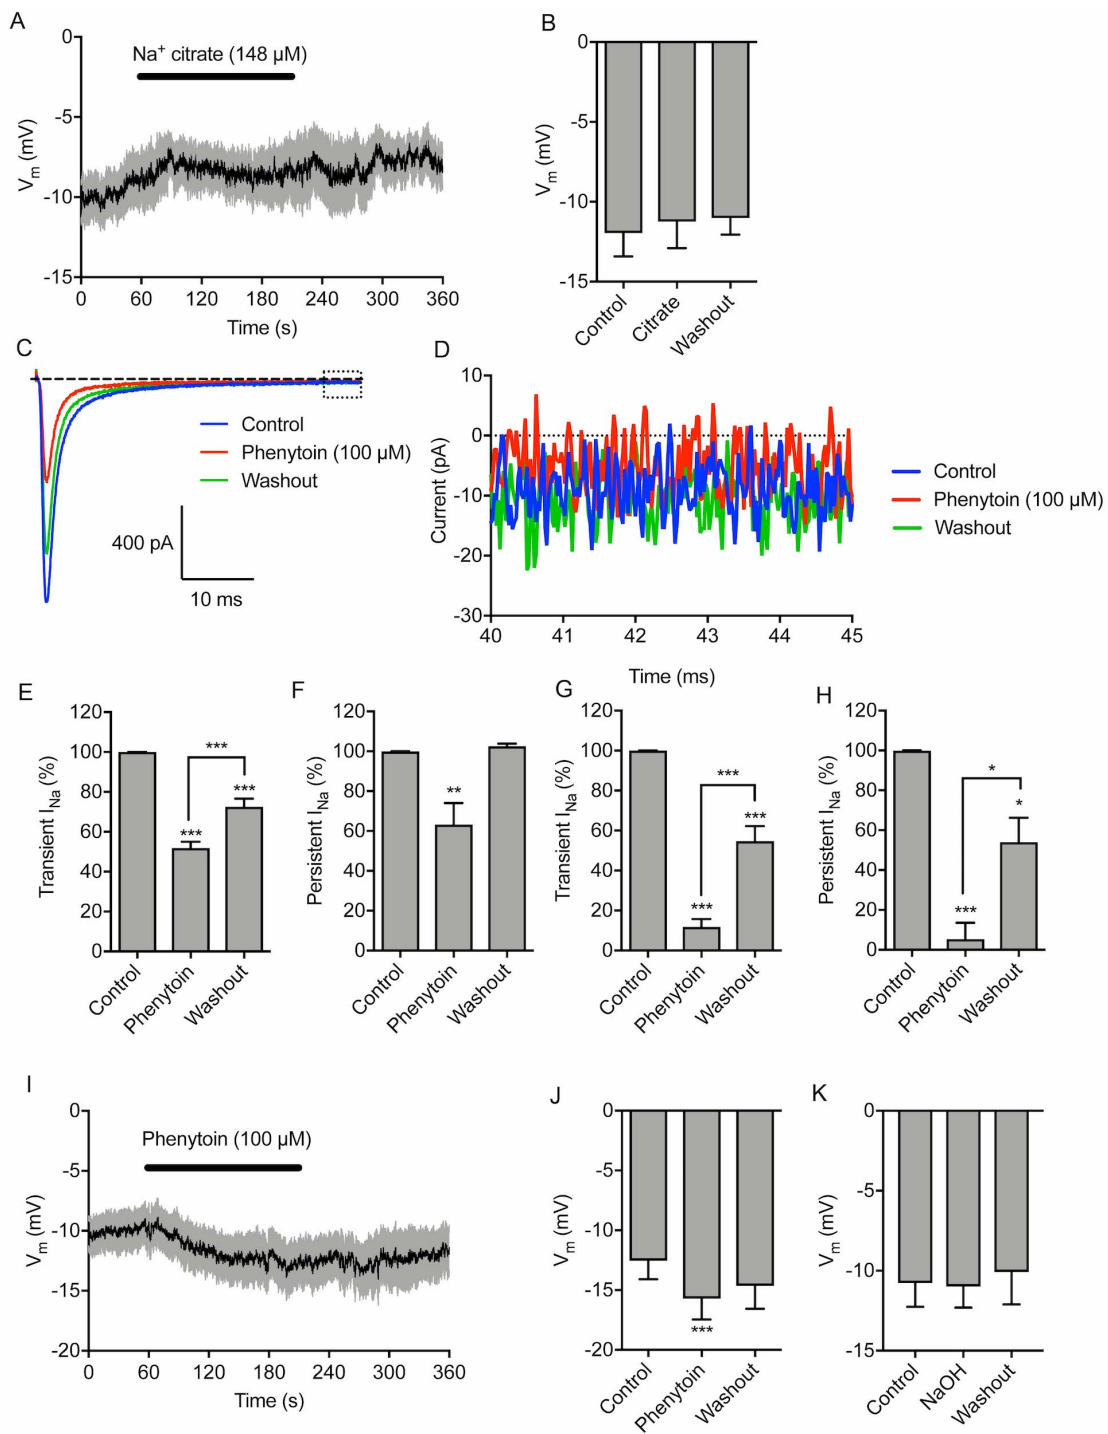 A
Na+ citrate (148 µM)
Vm (mV)
0
-5
-10
-15
0 60 120 180 240 300 360
Time (s)
B
Vm (mV)
0
-5
-10
-15
Control
Citrate
Washout
C
Control
Phenytoin (100 µM)
Washout
400 pA
10 ms
D
Current (pA)
10
0
-10
-20
-30
40 41 42 43 44 45
Time (ms)
Control
Phenytoin (100 µM)
Washout
E
Transient INa (%)
120
100
80
60
40
20
0
***
***
***
Control
Phenytoin
Washout
F
Persistent INa (%)
120
100
80
60
40
20
0
**
Control
Phenytoin
Washout
G
Transient INa (%)
120
100
80
60
40
20
0
***
***
***
Control
Phenytoin
Washout
H
Persistent INa (%)
120
100
80
60
40
20
0
*
*
***
Control
Phenytoin
Washout
I
Phenytoin (100 µM)
Vm (mV)
0
-5
-10
-15
-20
0 60 120 180 240 300 360
Time (s)
J
Vm (mV)
0
-5
-10
-15
-20
***
Control
Phenytoin
Washout
K
Vm (mV)
0
-5
-10
-15
Control
NaOH
Washout